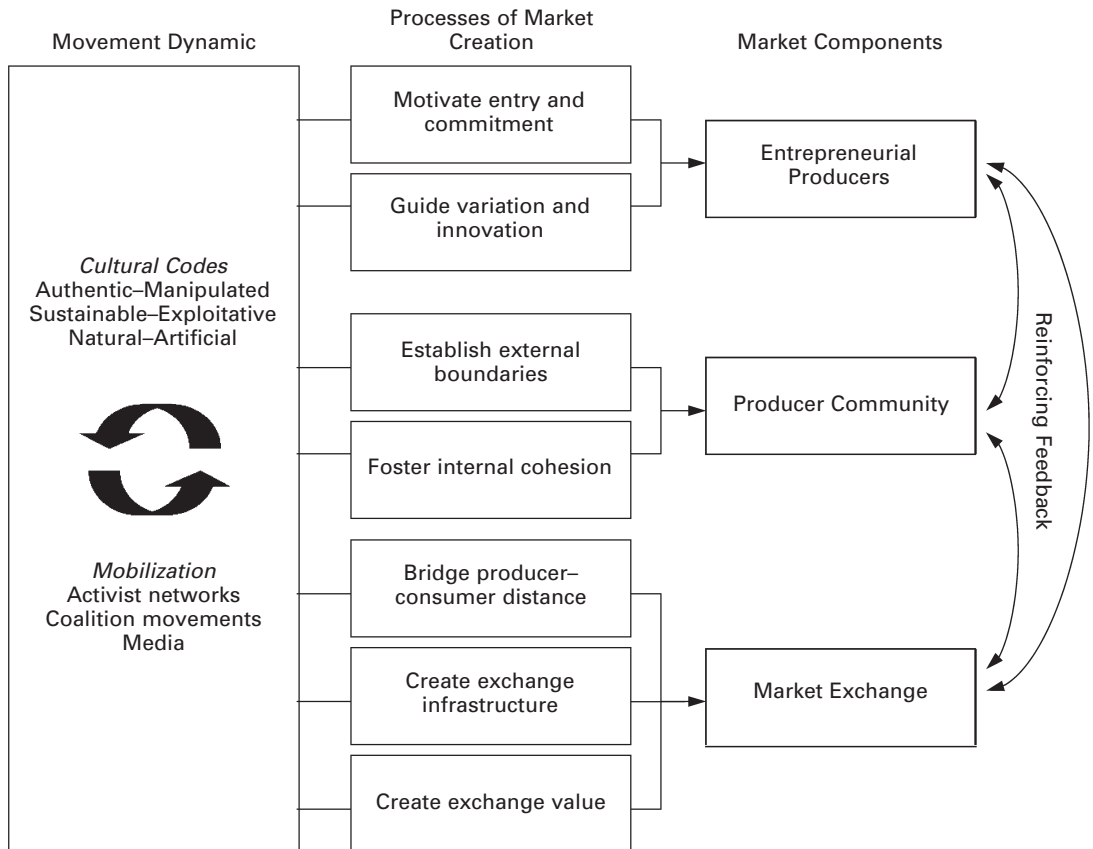 Movement Dynamic
Processes of Market
Creation
Market Components
Cultural Codes
Authentic–Manipulated
Sustainable–Exploitative
Natural–Artificial
Mobilization
Activist networks
Coalition movements
Media
Motivate entry and
commitment
Guide variation and
innovation
Establish external
boundaries
Foster internal cohesion
Bridge producer–
consumer distance
Create exchange
infrastructure
Create exchange value
Entrepreneurial
Producers
Producer Community
Market Exchange
Reinforcing Feedback